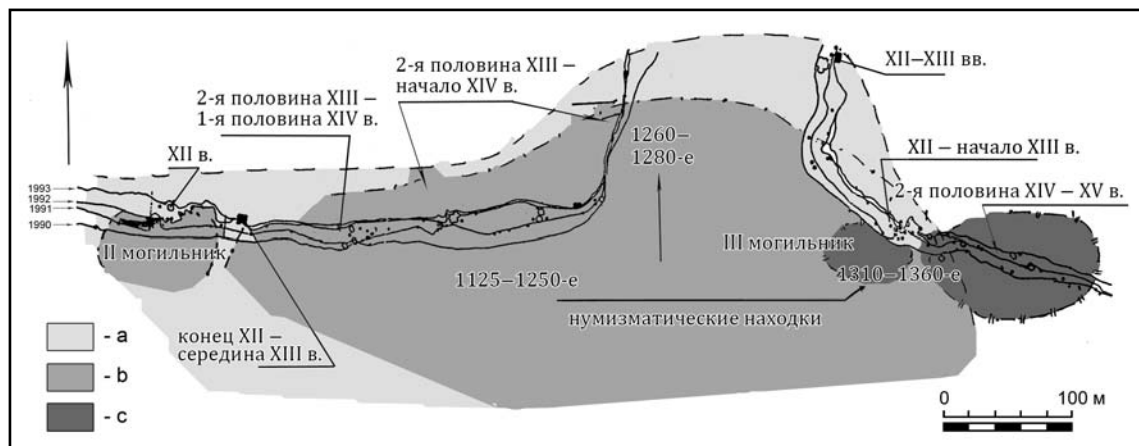 2-я половина XIII –
начало XIV в.
XII–XIII вв.
2-я половина XIII –
1-я половина XIV в.
1260–
1280-е
XII в.
XII – начало XIII в.
2-я половина XIV – XV в.
1993
1992
1991
1990
II могильник
III могильник
1125–1250-е
1310–1360-е
нумизматические находки
конец XII –
середина XIII в.
- a
- b
- c
0 100 м